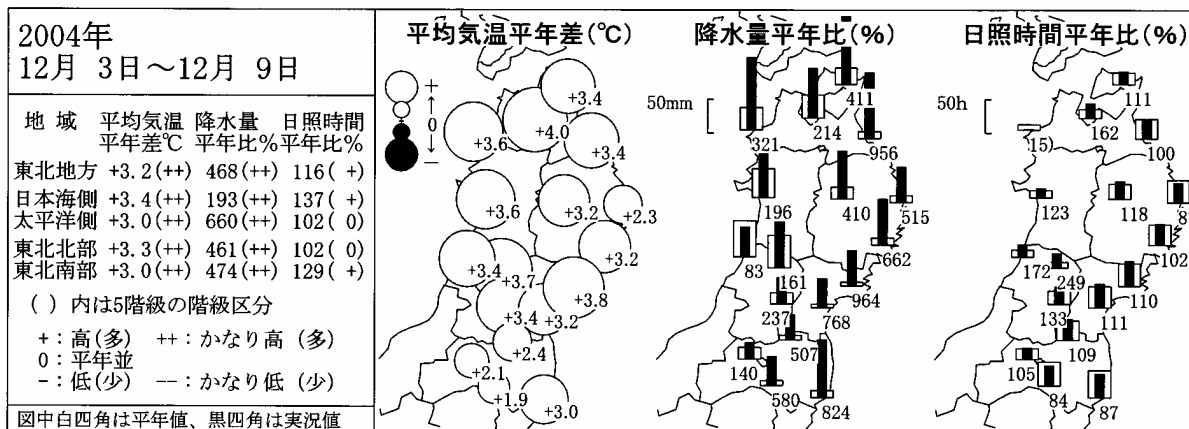 2004年
12月 3日～12月 9日
地 域 平均気温 降水量 日照時間
平年差℃ 平年比% 平年比%
東北地方 +3.2(++) 468(++) 116( +)
日本海側 +3.4(++) 193(++) 137( +)
太平洋側 +3.0(++) 660(++) 102( 0)
東北北部 +3.3(++) 461(++) 102( 0)
東北南部 +3.0(++) 474(++) 129( +)
( ) 内は5階級の階級区分
+:高(多) ++:かなり高 (多)
0:平年並
-:低(少) --:かなり低 (少)
図中白四角は平年値、黒四角は実況値
平均気温平年差(℃)
+
↑
0
↓
-
+3.4
+4.0
+3.6
+3.4
+3.6
+3.2
+2.3
+3.2
+3.4
+3.7
+3.8
+3.4
+3.2
+2.4
+2.1
+1.9
+3.0
降水量平年比(%)
50mm
411
214
321
956
196
410
515
662
83
161
964
237
768
507
140
580
824
日照時間平年比(%)
50h
111
162
15
100
123
118
8
102
172
249
110
133
111
109
105
84
87